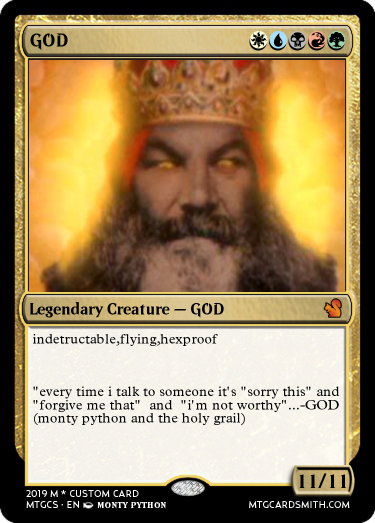 GOD
Legendary Creature — GOD
indetructable,flying,hexproof
"every time i talk to someone it's "sorry this" and
"forgive me that"  and  "i'm not worthy"...-GOD
(monty python and the holy grail)
11/11
2019 M * CUSTOM CARD
MTGCS · EN MONTY PYTHON
MTGCARDSMITH.COM